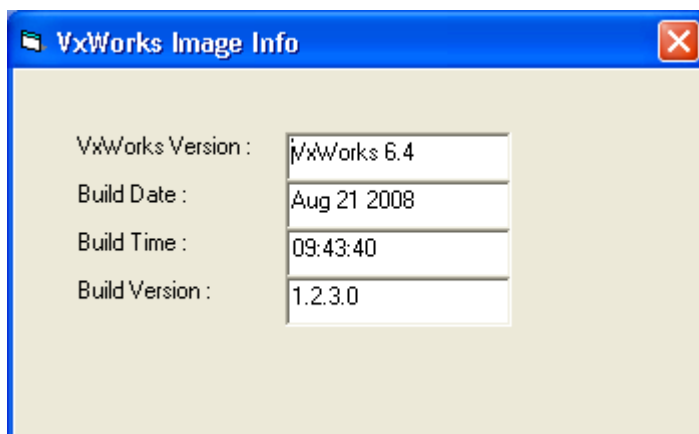 VxWorks Image Info
VxWorks Version : VxWorks 6.4
Build Date : Aug 21 2008
Build Time : 09:43:40
Build Version : 1.2.3.0